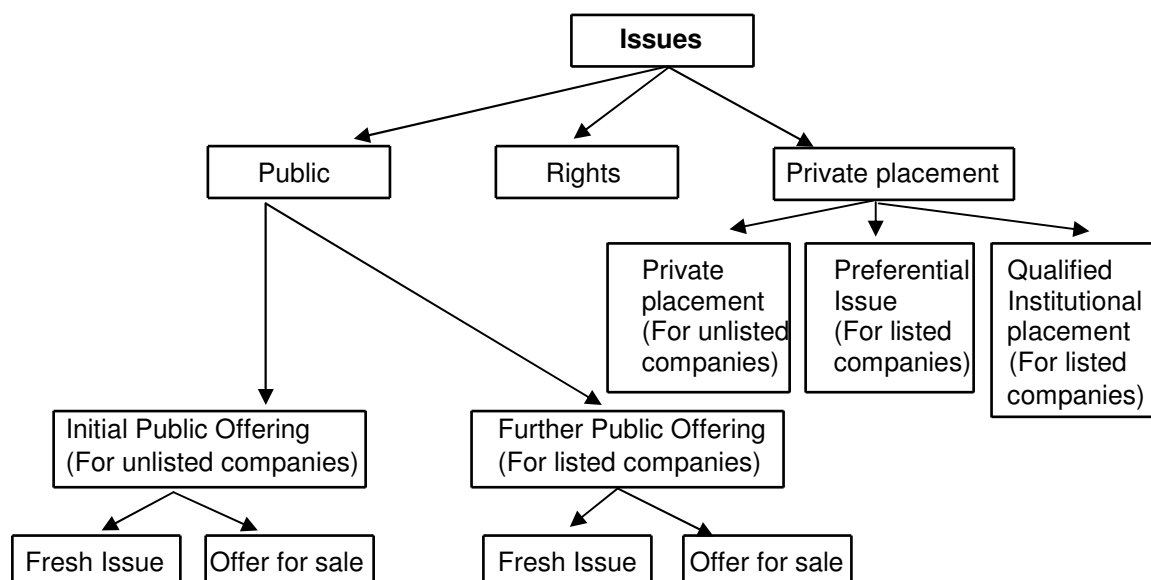 Issues
Public
Rights
Private placement
Private
placement
(For unlisted
companies)
Preferential
Issue
(For listed
companies)
Qualified
Institutional
placement
(For listed
companies)
Initial Public Offering
(For unlisted companies)
Further Public Offering
(For listed companies)
Fresh Issue
Offer for sale
Fresh Issue
Offer for sale